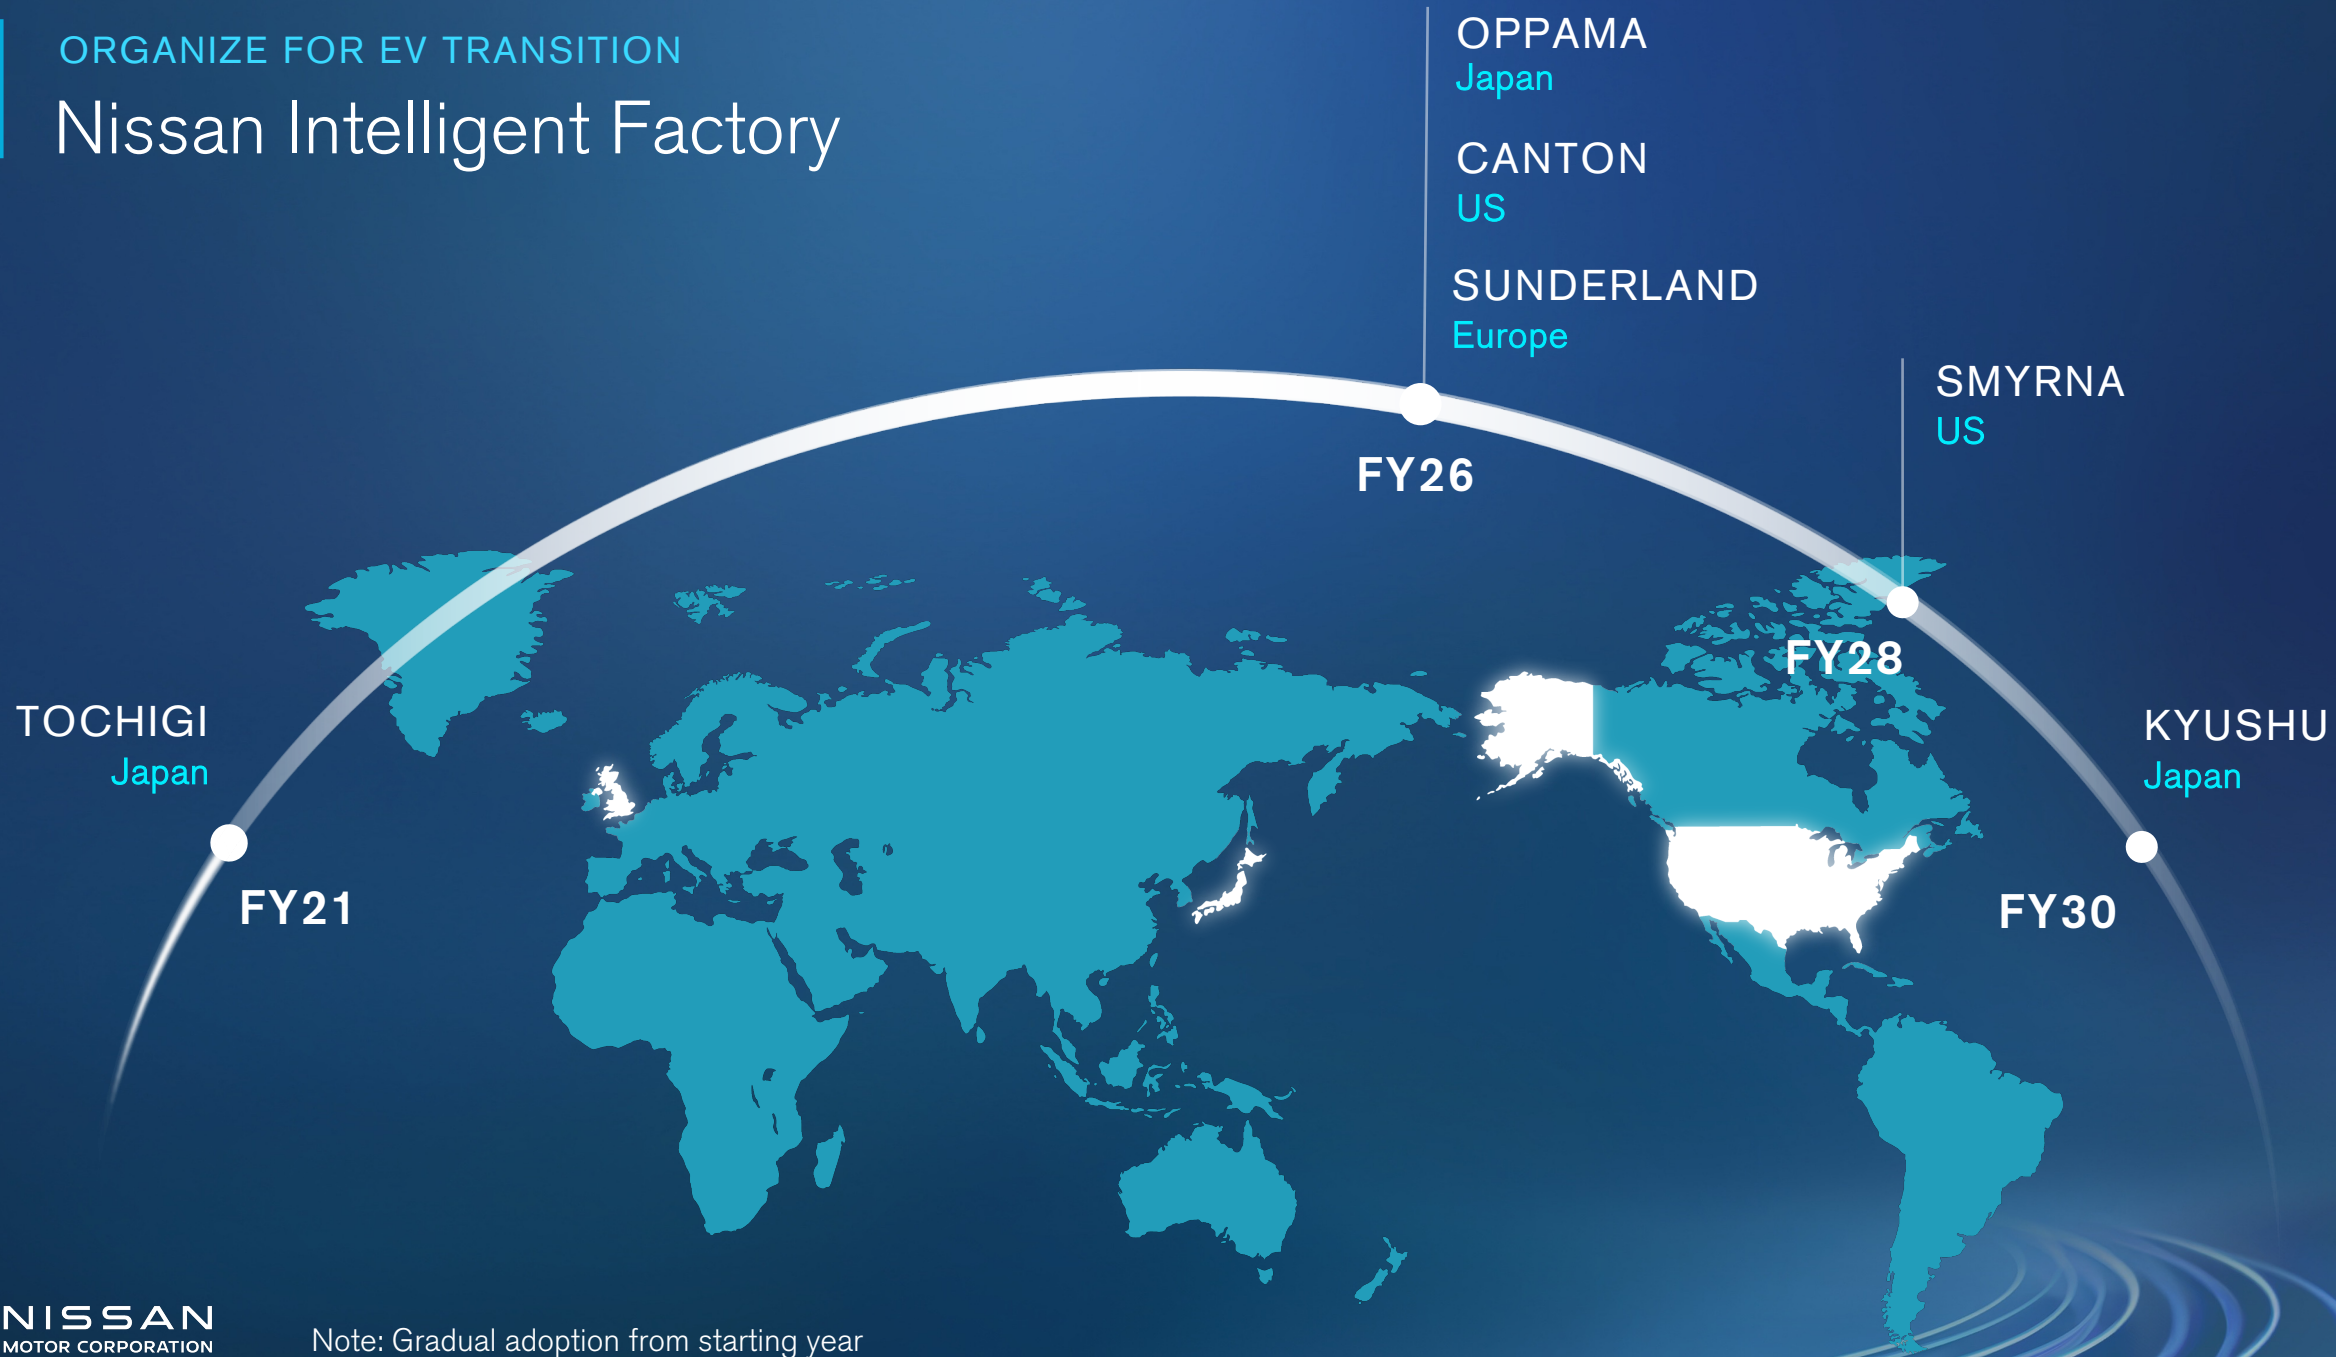 ORGANIZE FOR EV TRANSITION
Nissan Intelligent Factory
OPPAMA
Japan
CANTON
US
SUNDERLAND
Europe
SMYRNA
US
FY26
FY28
TOCHIGI
Japan
KYUSHU
Japan
FY21
FY30
NISSAN
MOTOR CORPORATION
Note: Gradual adoption from starting year